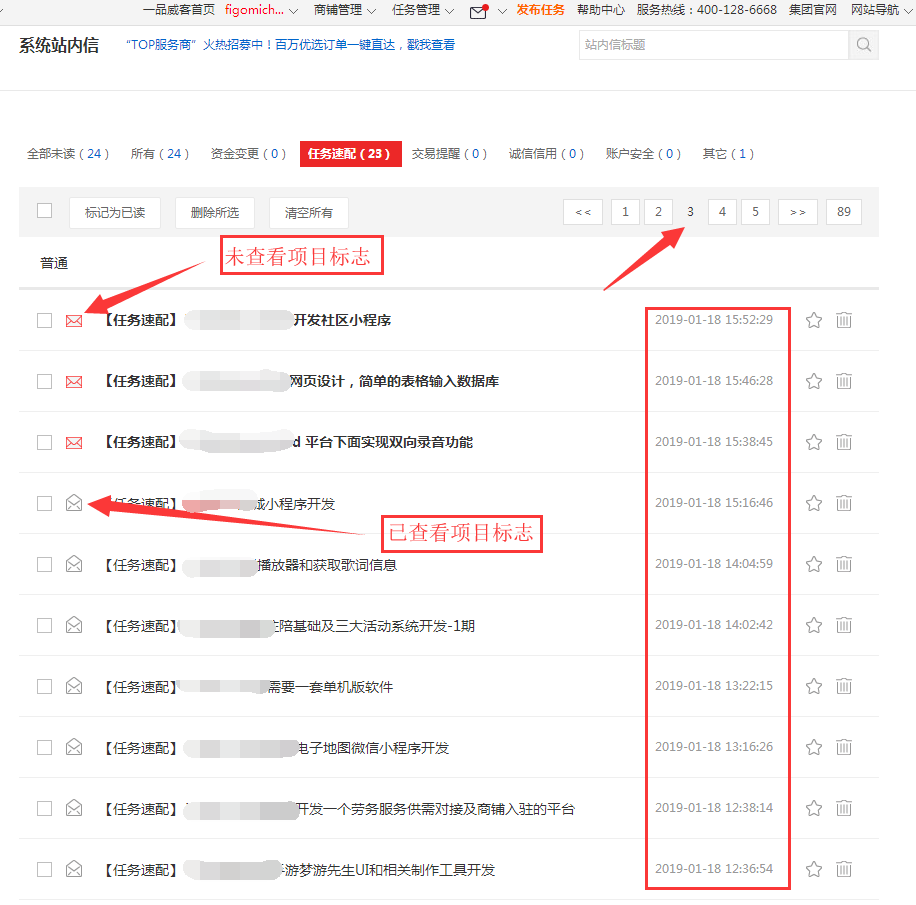 一品威客首页 figomich... 商铺管理 任务管理 发布任务 帮助中心 服务热线：400-128-6668 集团官网 网站导航
系统站内信 “TOP服务商”火热招募中！百万优选订单一键直达，戳我查看 站内信标题
全部未读（24） 所有（24） 资金变更（0） 任务速配（23） 交易提醒（0） 诚信信用（0） 账户安全（0） 其它（1）
标记为已读 删除所选 清空所有 << 1 2 3 4 5 >> 89
未查看项目标志
普通
【任务速配】 开发社区小程序 2019-01-18 15:52:29
【任务速配】 网页设计，简单的表格输入数据库 2019-01-18 15:46:28
【任务速配】 d 平台下面实现双向录音功能 2019-01-18 15:38:45
【任务速配】 城小程序开发 2019-01-18 15:16:46
已查看项目标志
【任务速配】 播放器和获取歌词信息 2019-01-18 14:04:59
【任务速配】 陪基础及三大活动系统开发-1期 2019-01-18 14:02:42
【任务速配】 需要一套单机版软件 2019-01-18 13:22:15
【任务速配】 电子地图微信小程序开发 2019-01-18 13:16:26
【任务速配】 开发一个劳务服务供需对接及商铺入驻的平台 2019-01-18 12:38:14
【任务速配】 游梦游先生UI和相关制作工具开发 2019-01-18 12:36:54